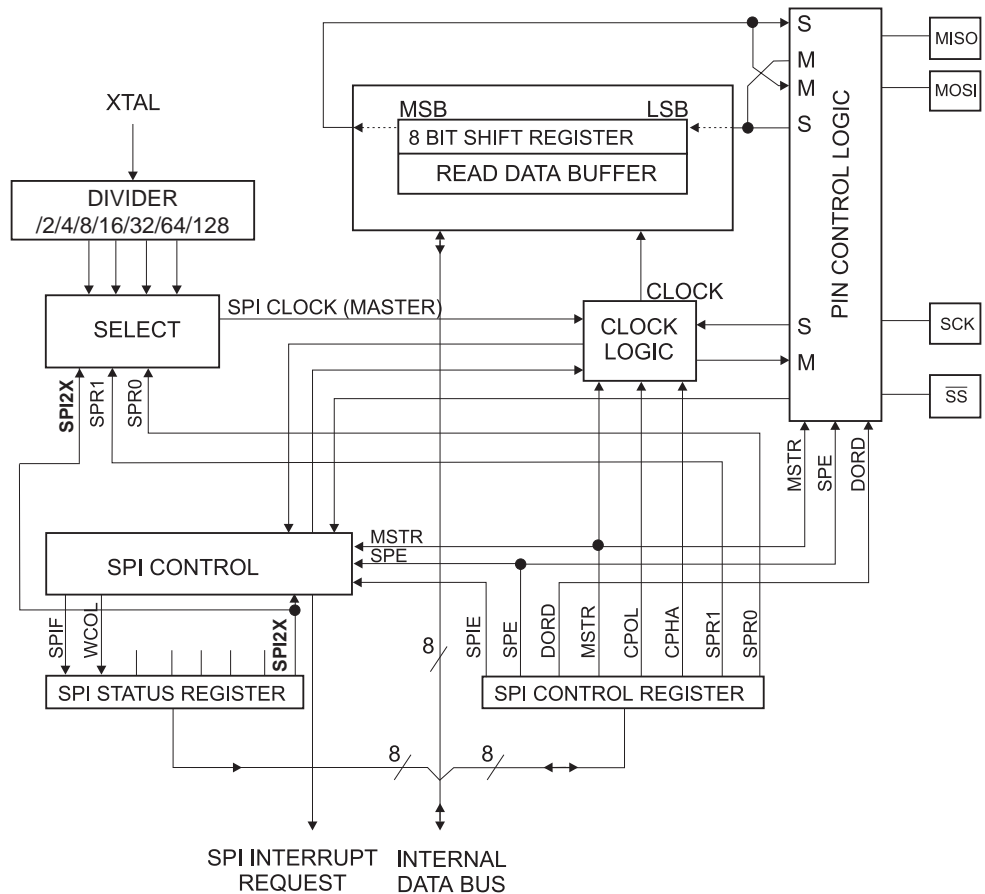 S
MISO
M
XTAL
MSB
LSB
M
MOSI
8 BIT SHIFT REGISTER
S
READ DATA BUFFER
PIN CONTROL LOGIC
DIVIDER
/2/4/8/16/32/64/128
SPI CLOCK (MASTER)
CLOCK
SELECT
CLOCK
LOGIC
S
SCK
M
SPI2X
SPR1
SPR0
SS
MSTR
SPE
DORD
MSTR
SPE
SPI CONTROL
SPIF
WCOL
SPI2X
8
SPIE
SPE
DORD
MSTR
CPOL
CPHA
SPR1
SPR0
SPI STATUS REGISTER
SPI CONTROL REGISTER
8
8
SPI INTERRUPT
REQUEST
INTERNAL
DATA BUS